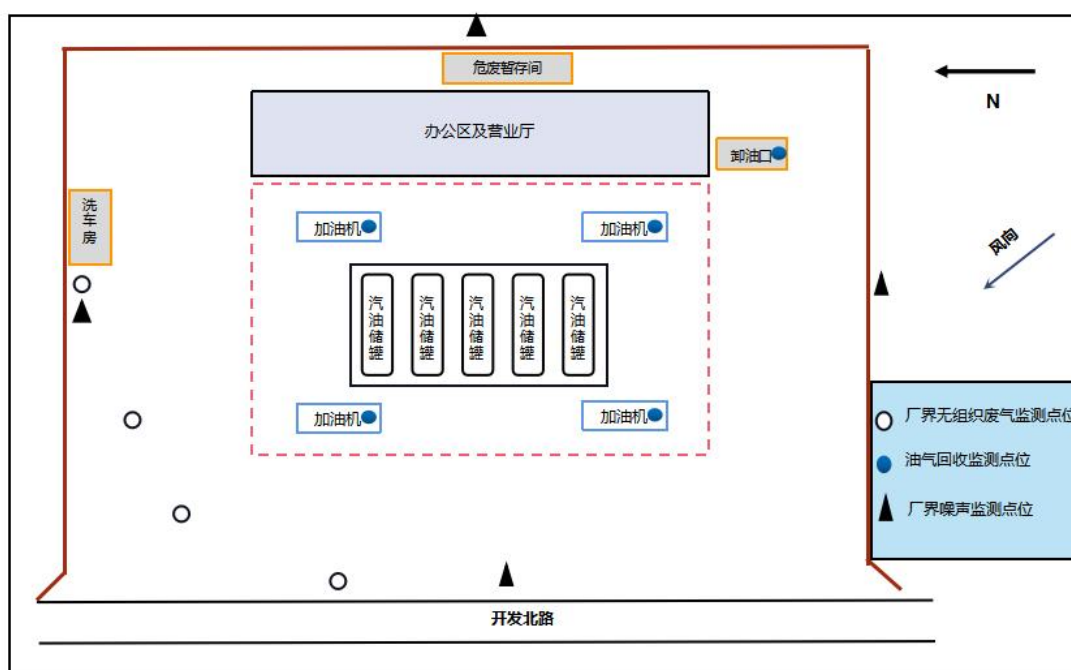 危废暂存间
N
办公区及营业厅
卸油口
洗车房
加油机
加油机
风向
汽油储罐
汽油储罐
汽油储罐
汽油储罐
汽油储罐
加油机
加油机
厂界无组织废气监测点位
油气回收监测点位
厂界噪声监测点位
开发北路